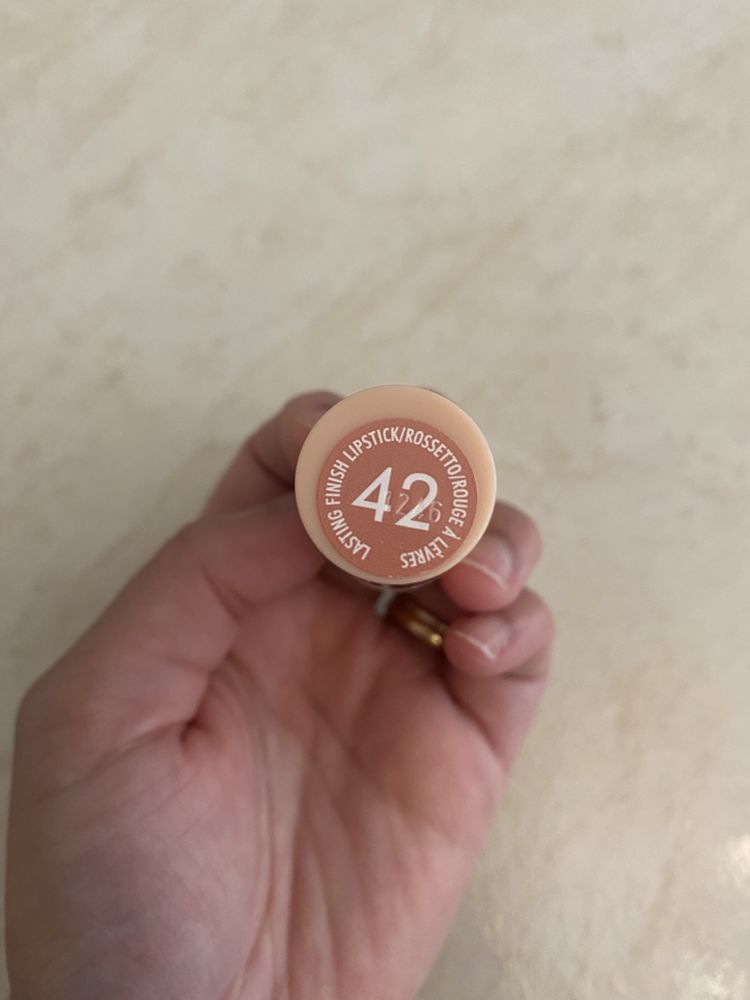 LASTING FINISH LIPSTICK/ROSSETTO/ROUGE À LÈVRES
42